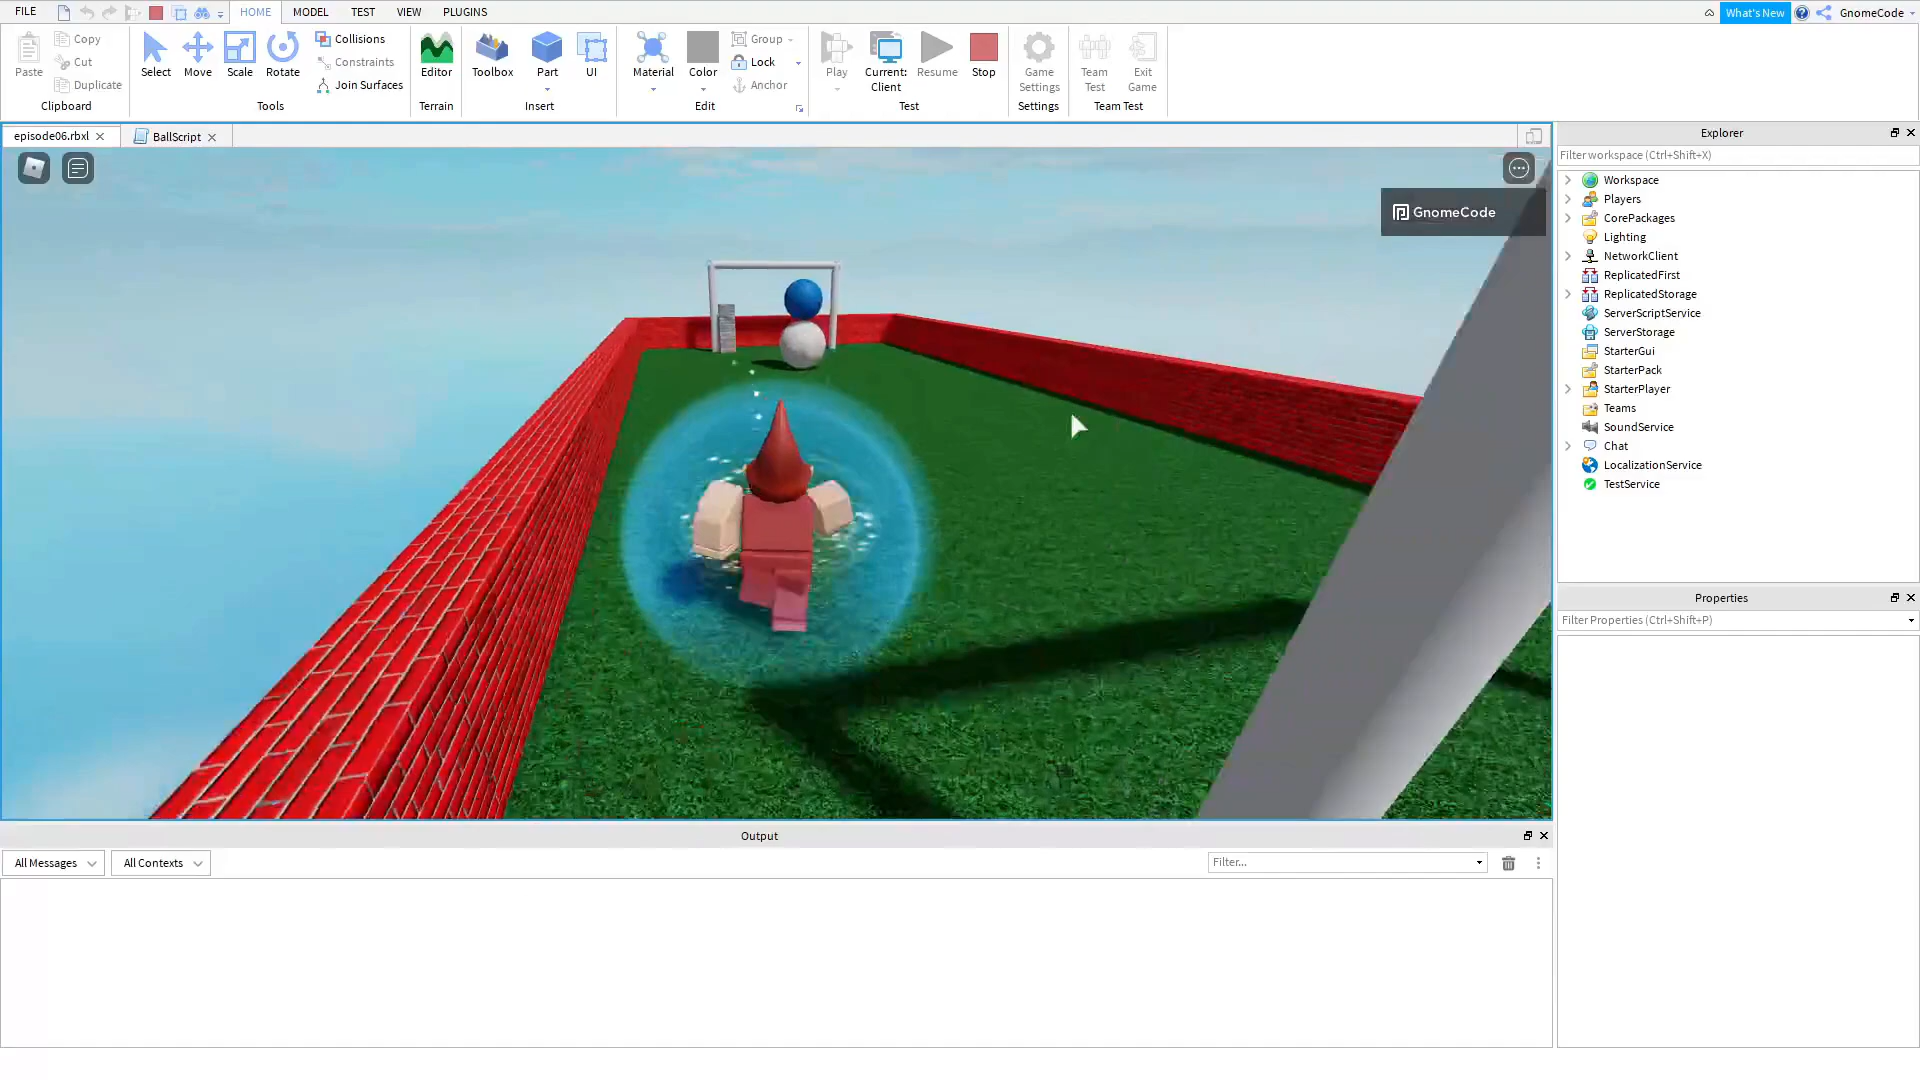 FILE
HOME
MODEL
TEST
VIEW
PLUGINS
What's New
GnomeCode
Paste
Copy
Cut
Duplicate
Clipboard
Select
Move
Scale
Rotate
Collisions
Constraints
Join Surfaces
Tools
Editor
Terrain
Toolbox
Part
UI
Insert
Material
Color
Group
Lock
Anchor
Edit
Play
Current:
Client
Resume
Stop
Test
Game
Settings
Settings
Team
Test
Exit
Game
Team Test
episode06.rbxl
BallScript
GnomeCode
Explorer
Filter workspace (Ctrl+Shift+X)
Workspace
Players
CorePackages
Lighting
NetworkClient
ReplicatedFirst
ReplicatedStorage
ServerScriptService
ServerStorage
StarterGui
StarterPack
StarterPlayer
Teams
SoundService
Chat
LocalizationService
TestService
Properties
Filter Properties (Ctrl+Shift+P)
Output
All Messages
All Contexts
Filter...